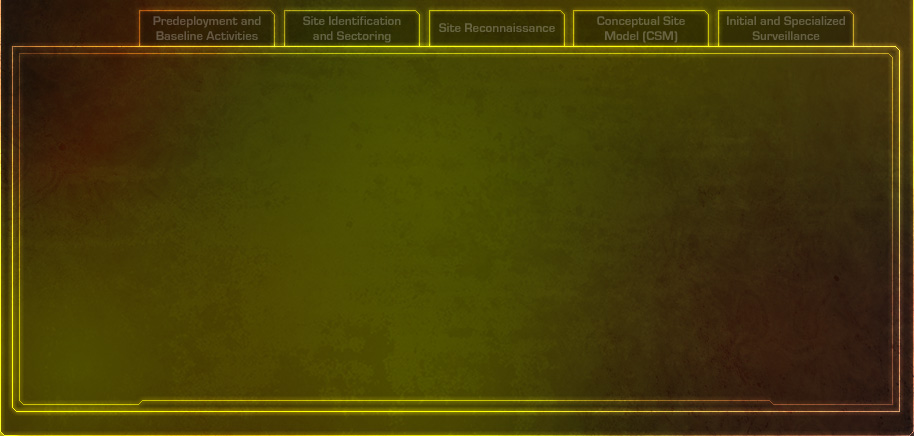 Predeployment and
Baseline Activities
Site Identification
and Sectoring
Site Reconnaissance
Conceptual Site
Model (CSM)
Initial and Specialized
Surveillance